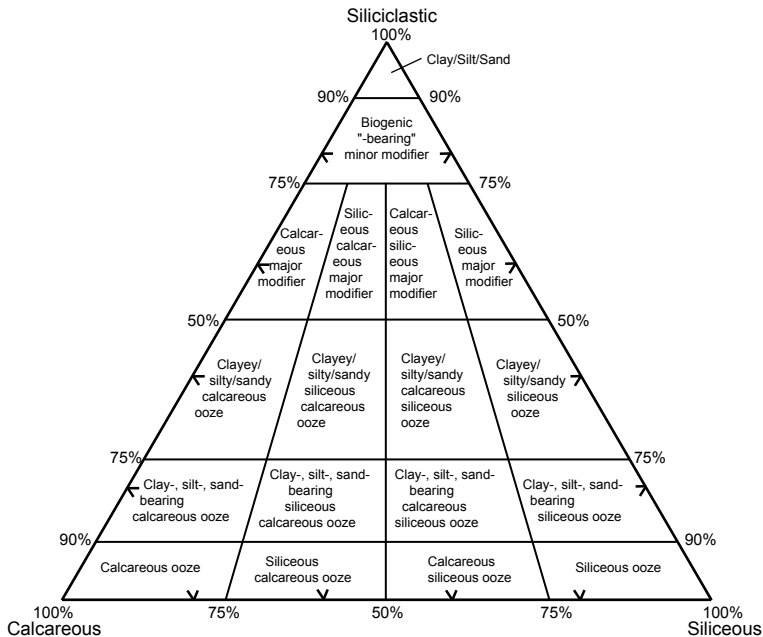 Siliciclastic
100%
Clay/Silt/Sand
90%
90%
Biogenic
"-bearing"
minor modifier
75%
75%
Calcar-
eous
major
modifier
Silic-
eous
calcar-
eous
major
modifier
Calcar-
eous
silic-
eous
major
modifier
Silic-
eous
major
modifier
50%
50%
Clayey/
silty/sandy
calcareous
ooze
Clayey/
silty/sandy
siliceous
calcareous
ooze
Clayey/
silty/sandy
calcareous
siliceous
ooze
Clayey/
silty/sandy
siliceous
ooze
75%
75%
Clay-, silt-, sand-
bearing
calcareous ooze
Clay-, silt-, sand-
bearing
siliceous
calcareous ooze
Clay-, silt-, sand-
bearing
calcareous
siliceous ooze
Clay-, silt-, sand-
bearing
siliceous ooze
90%
90%
Calcareous ooze
Siliceous
calcareous ooze
Calcareous
siliceous ooze
Siliceous ooze
100%
75%
50%
75%
100%
Calcareous
Siliceous